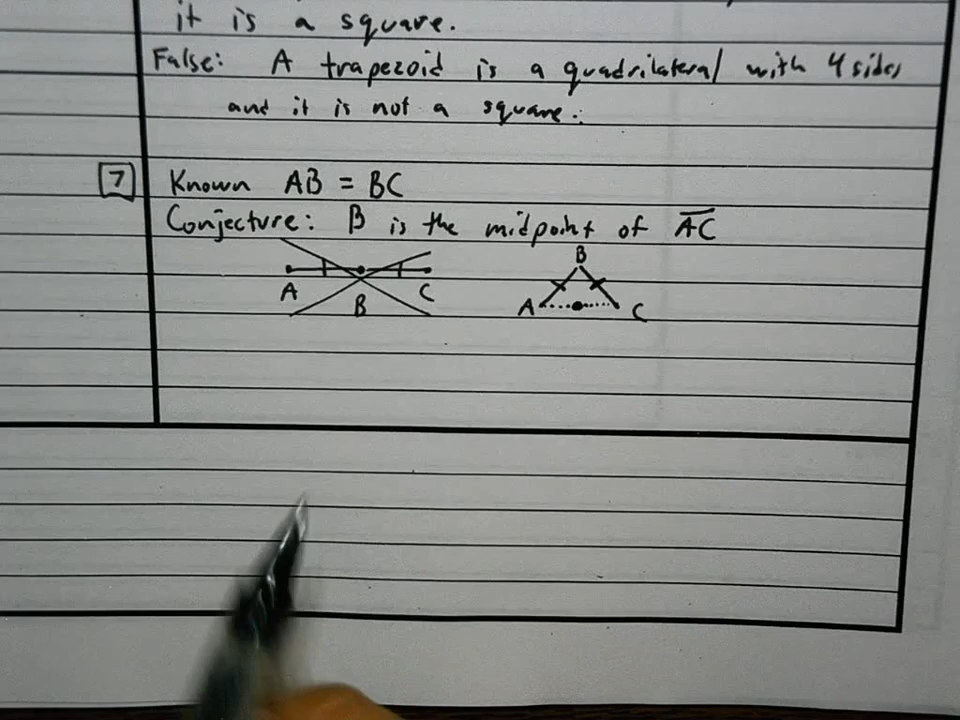 it is a square.
False: A trapezoid is a quadrilateral with 4 sides
and it is not a square.
7 Known AB = BC
Conjecture: B is the midpoint of AC
A B C
B
A C